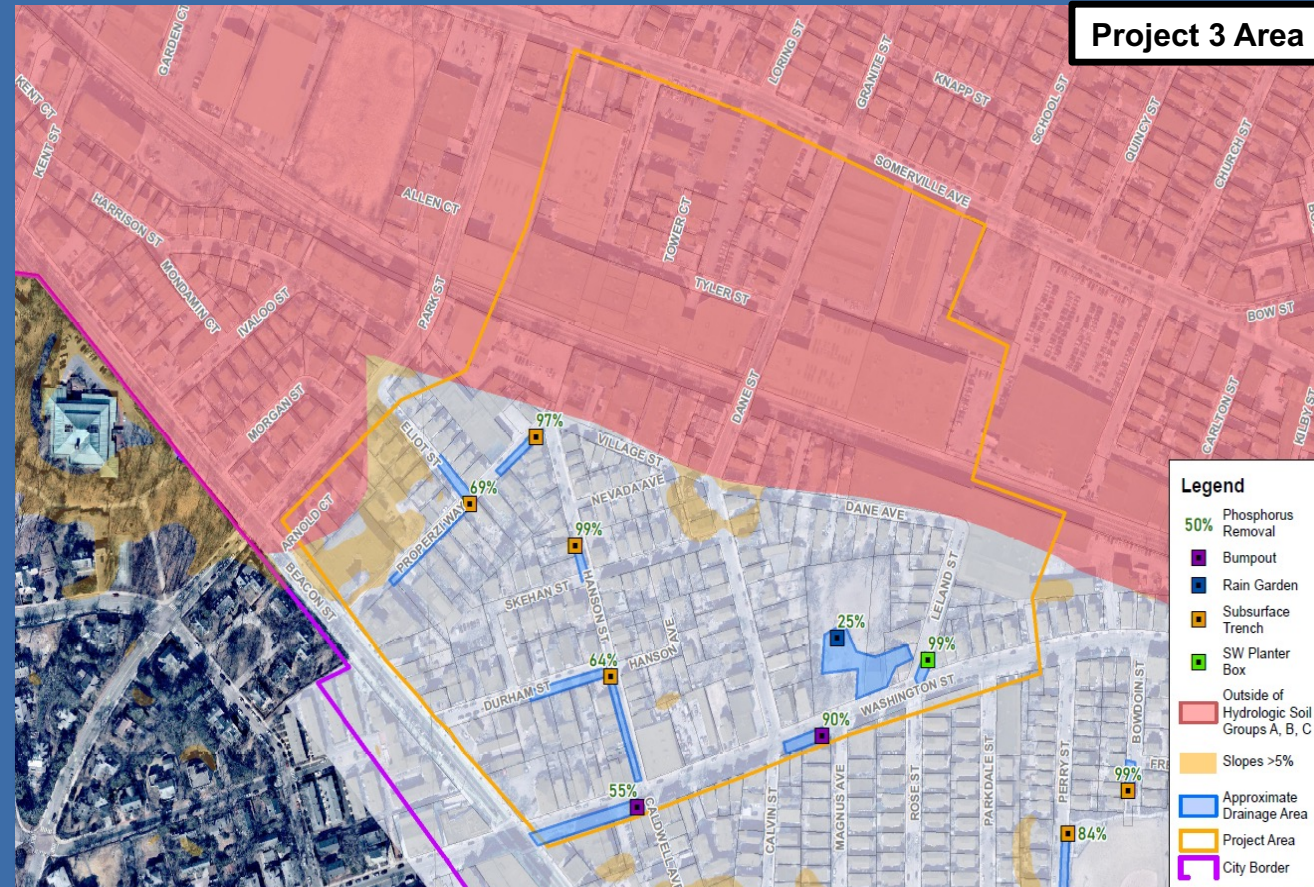 Project 3 Area
GARDEN CT
LORING ST
GRANITE ST
KNAPP ST
SCHOOL ST
QUINCY ST
CHURCH ST
KENT CT
KENT ST
ALLEN CT
HARRISON ST
MONDAMIN CT
IVALOO ST
PARK ST
MORGAN ST
SOMERVILLE AVE
TOWER CT
TYLER ST
BOW ST
DANE ST
CARLTON ST
KILBY ST
ELIOT ST
97%
VILLAGE ST
69%
NEVADA AVE
PROPERZI WAY
ARNOLD CT
BEACON ST
99%
SKEHAN ST
HANSON ST
DANE AVE
LELAND ST
25%
99%
64%
HANSON AVE
DURHAM ST
WASHINGTON ST
90%
55%
CALDWELL AVE
CALVIN ST
MAGNUS AVE
ROSE ST
PARKDALE ST
PERRY ST
BOWDOIN ST
99%
FRE
84%
Legend
50% Phosphorus
Removal
Bumpout
Rain Garden
Subsurface
Trench
SW Planter
Box
Outside of
Hydrologic Soil
Groups A, B, C
Slopes >5%
Approximate
Drainage Area
Project Area
City Border